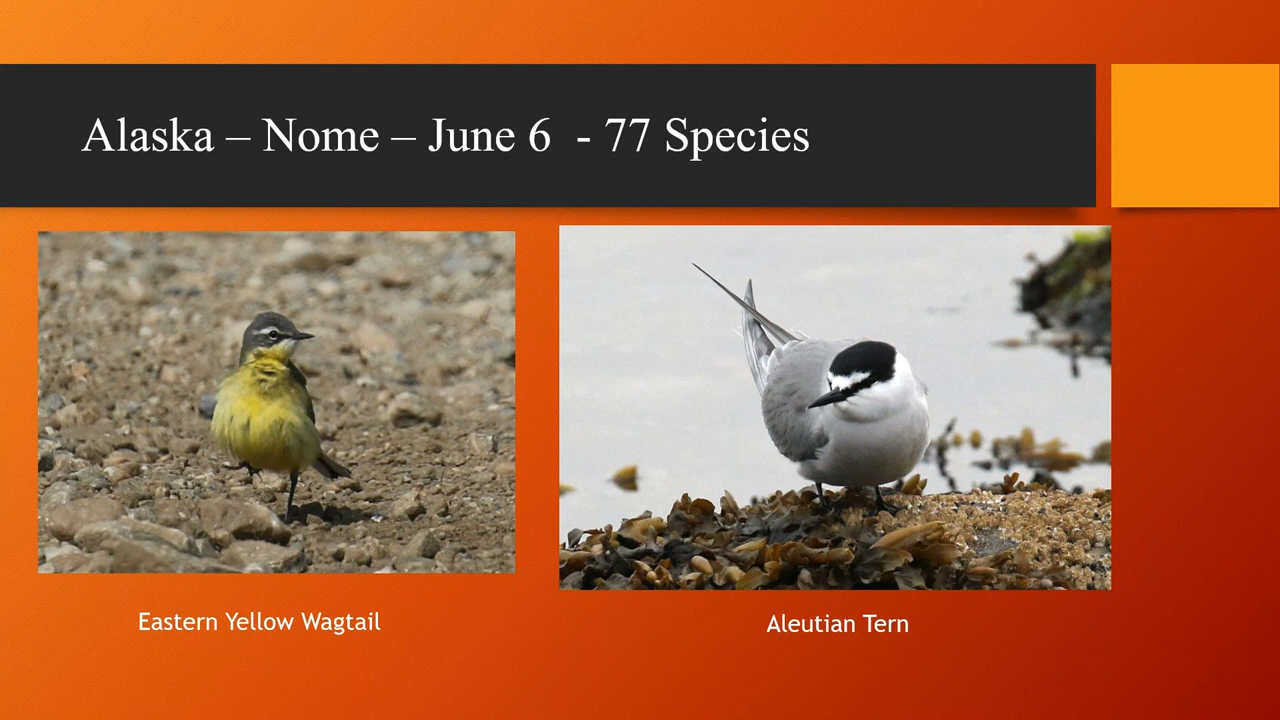 Alaska – Nome – June 6  - 77 Species
Eastern Yellow Wagtail
Aleutian Tern